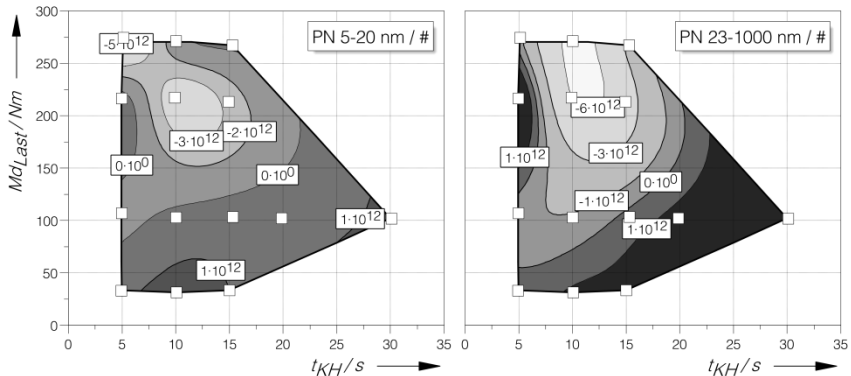 PN 5-20 nm / #
300
250
200
150
100
50
0
Md_Last / Nm
-5·10^12
-3·10^12
-2·10^12
0·10^0
0·10^0
1·10^12
1·10^12
0 5 10 15 20 25 30 35
t_KH / s
PN 23-1000 nm / #
-6·10^12
1·10^12
-3·10^12
0·10^0
-1·10^12
1·10^12
0 5 10 15 20 25 30 35
t_KH / s